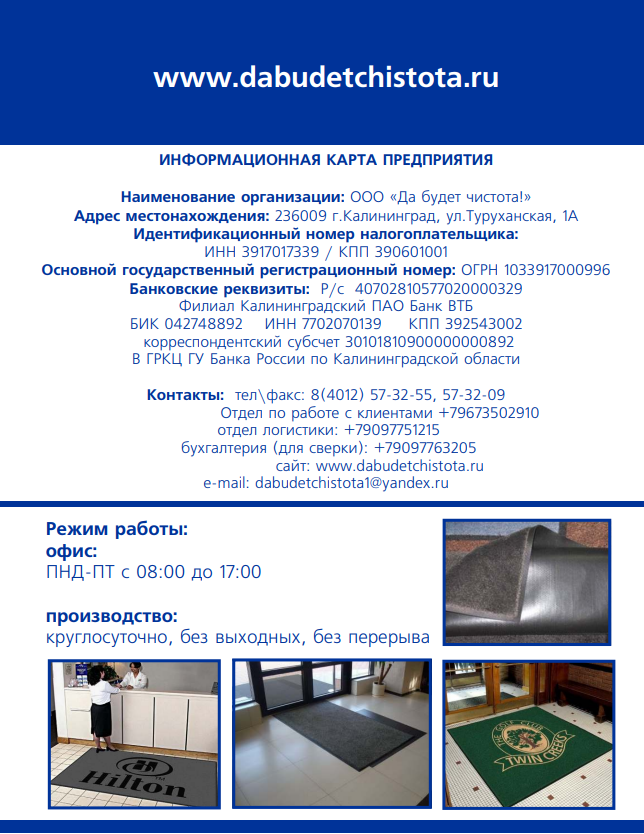 www.dabudetchistota.ru
ИНФОРМАЦИОННАЯ КАРТА ПРЕДПРИЯТИЯ
Наименование организации: ООО «Да будет чистота!»
Адрес местонахождения: 236009 г.Калининград, ул.Туруханская, 1А
Идентификационный номер налогоплательщика:
ИНН 3917017339 / КПП 390601001
Основной государственный регистрационный номер: ОГРН 1033917000996
Банковские реквизиты: Р/с 40702810577020000329
Филиал Калининградский ПАО Банк ВТБ
БИК 042748892 ИНН 7702070139 КПП 392543002
корреспондентский субсчет 30101810900000000892
В ГРКЦ ГУ Банка России по Калининградской области
Контакты: тел\факс: 8(4012) 57-32-55, 57-32-09
Отдел по работе с клиентами +79673502910
отдел логистики: +79097751215
бухгалтерия (для сверки): +79097763205
сайт: www.dabudetchistota.ru
e-mail: dabudetchistota1@yandex.ru
Режим работы:
офис:
ПНД-ПТ с 08:00 до 17:00
производство:
круглосуточно, без выходных, без перерыва
Hilton
THE GOLF CLUB
TWIN CREEKS